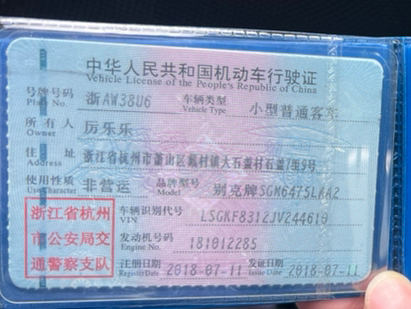 中华人民共和国机动车行驶证
Vehicle License of the People's Republic of China
号牌号码 浙AW38U6 车辆类型 小型普通客车
Plate No. Vehicle Type
所有人 厉乐乐
Owner
住址 浙江省杭州市萧山区戴村镇大石盖村石盖7组9号
Address
使用性质 非营运 品牌型号 别克牌SGM6475LAA2
Use Character Model
浙江省杭州
市公安局交
通警察支队
车辆识别代号 LSGKF8312JV244619
VIN
发动机号码 181012285
Engine No.
注册日期 2018-07-11 发证日期 2018-07-11
Register Date Issue Date